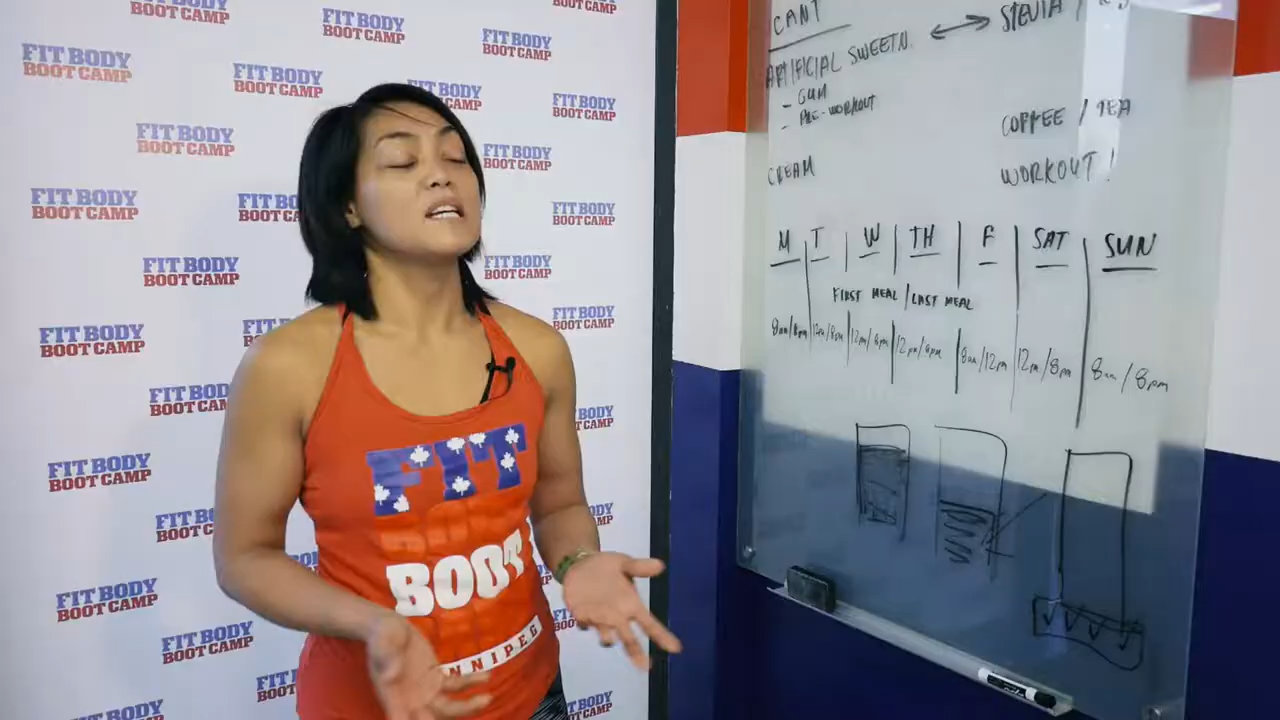 FIT BODY
BOOT CAMP
FIT
BOOT
NNIPEG
CANT
ARTIFICIAL SWEETN. ↔ STEVIA /
- GUM
- PRE-WORKOUT
COFFEE / TEA
CREAM
WORKOUT!
M T W TH F SAT SUN
FIRST MEAL / LAST MEAL
8am/8pm 12pm/8pm 12pm/8pm 12pm/8pm 8am/12pm 12pm/8pm 8am/8pm